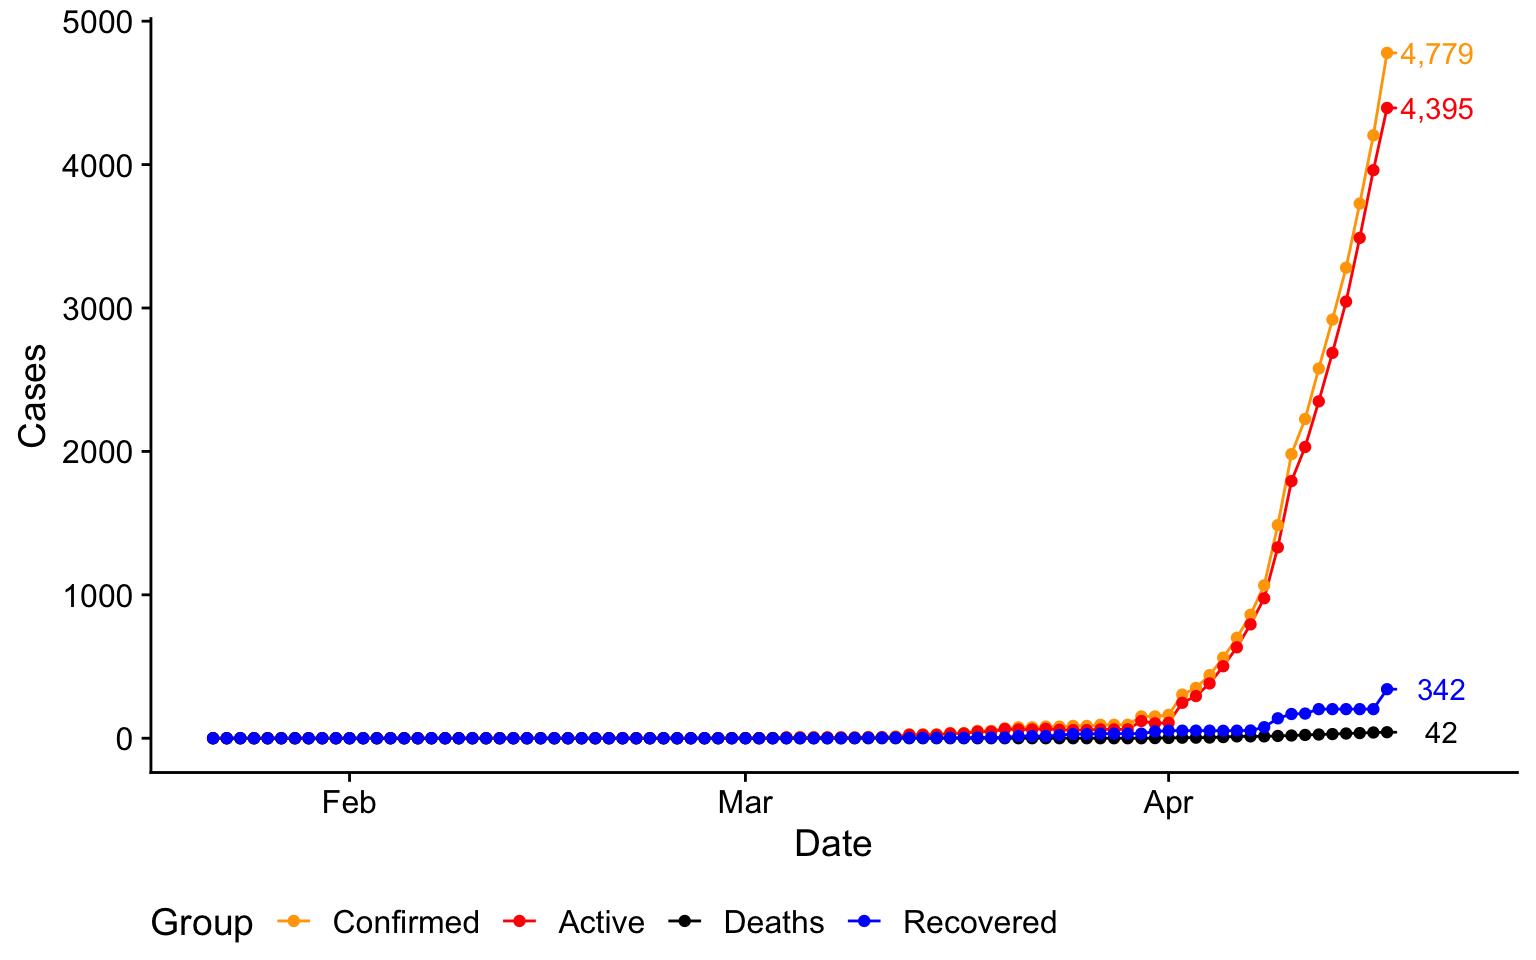 5000
4000
3000
2000
1000
0
Cases
4,779
4,395
342
42
Feb Mar Apr
Date
Group Confirmed Active Deaths Recovered